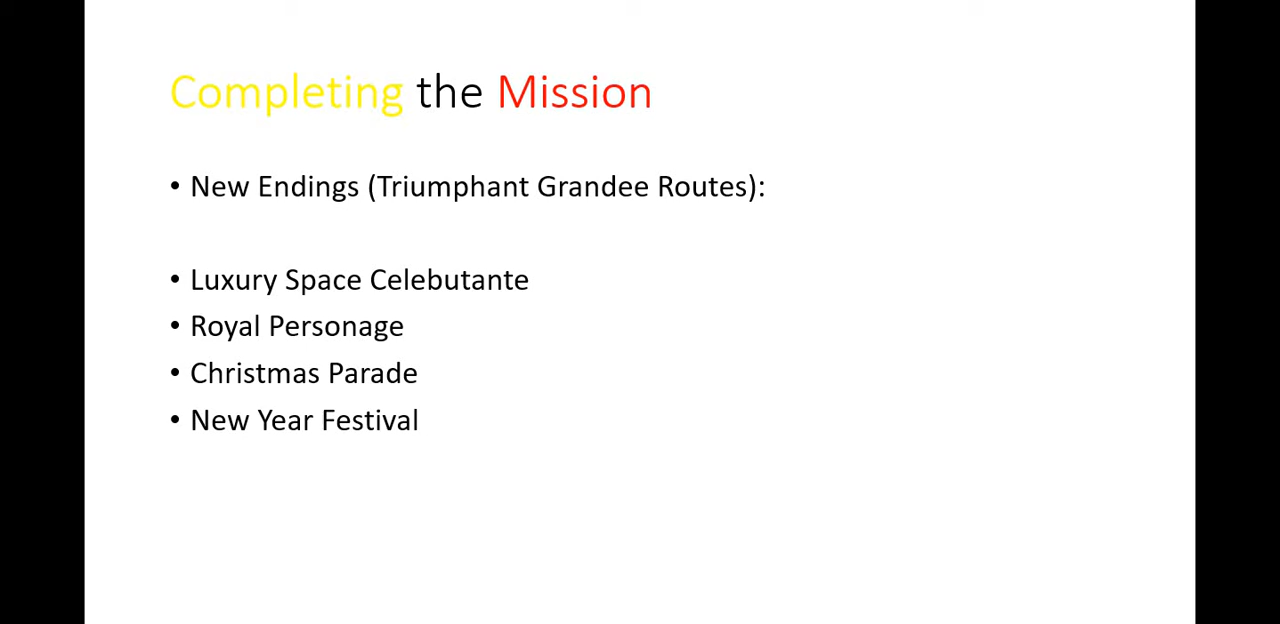 Completing the Mission
• New Endings (Triumphant Grandee Routes):
• Luxury Space Celebutante
• Royal Personage
• Christmas Parade
• New Year Festival